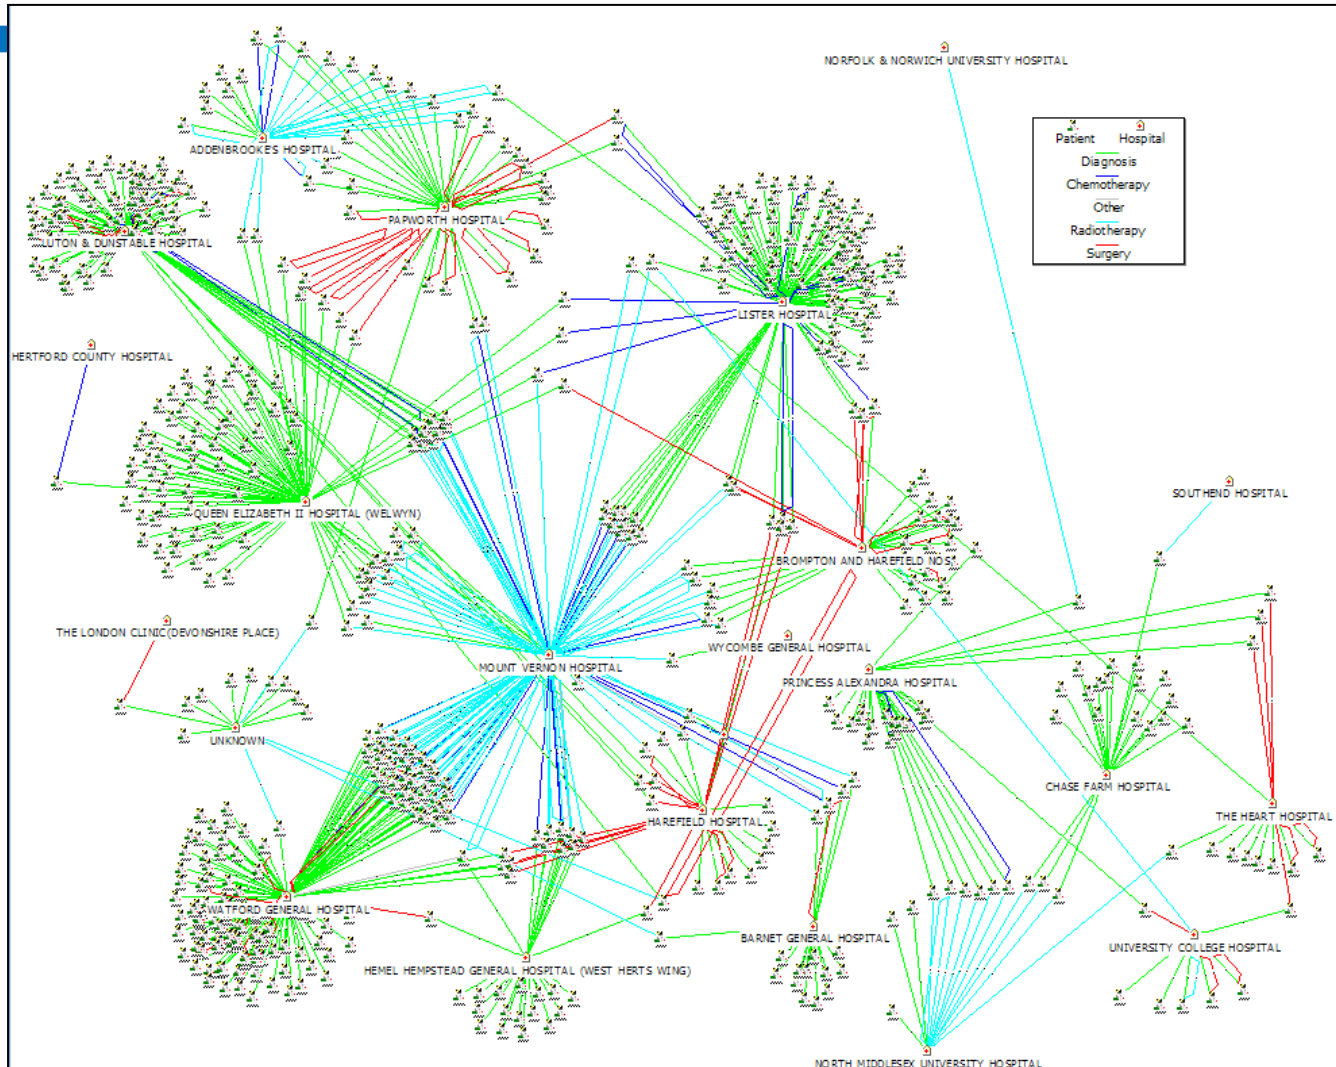 NORFOLK & NORWICH UNIVERSITY HOSPITAL
Patient Hospital
Diagnosis
Chemotherapy
Other
Radiotherapy
Surgery
ADDENBROOKE'S HOSPITAL
PAPWORTH HOSPITAL
LUTON & DUNSTABLE HOSPITAL
LISTER HOSPITAL
HERTFORD COUNTY HOSPITAL
SOUTHEND HOSPITAL
QUEEN ELIZABETH II HOSPITAL (WELWYN)
BROMPTON AND HAREFIELD NOS
THE LONDON CLINIC(DEVONSHIRE PLACE)
WYCOMBE GENERAL HOSPITAL
MOUNT VERNON HOSPITAL
PRINCESS ALEXANDRA HOSPITAL
UNKNOWN
CHASE FARM HOSPITAL
HAREFIELD HOSPITAL
THE HEART HOSPITAL
WATFORD GENERAL HOSPITAL
BARNET GENERAL HOSPITAL
UNIVERSITY COLLEGE HOSPITAL
HEMEL HEMPSTEAD GENERAL HOSPITAL (WEST HERTS WING)
NORTH MIDDLESEX UNIVERSITY HOSPITAL